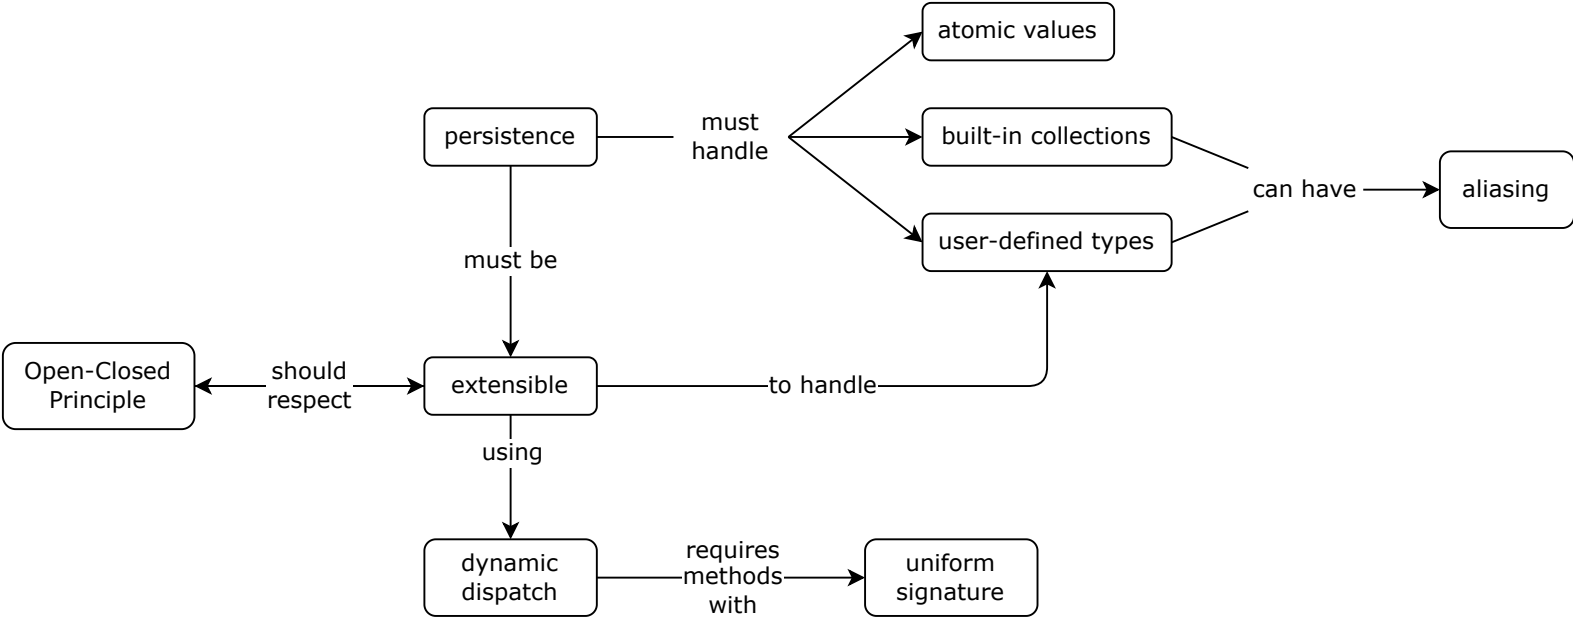 atomic values
persistence
must
handle
built-in collections
can have
aliasing
user-defined types
must be
Open-Closed
Principle
should
respect
extensible
to handle
using
dynamic
dispatch
requires
methods
with
uniform
signature